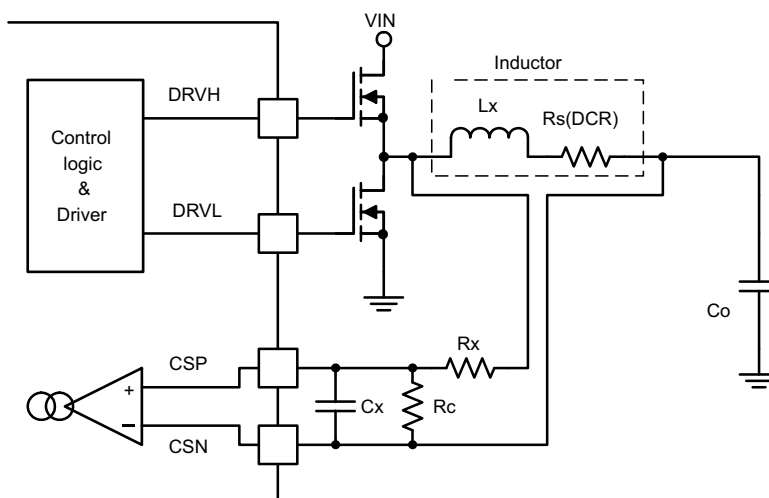 VIN
Inductor
DRVH
Lx
Rs(DCR)
Control
logic
&
Driver
DRVL
Co
CSP
Rx
+
Cx
Rc
−
CSN